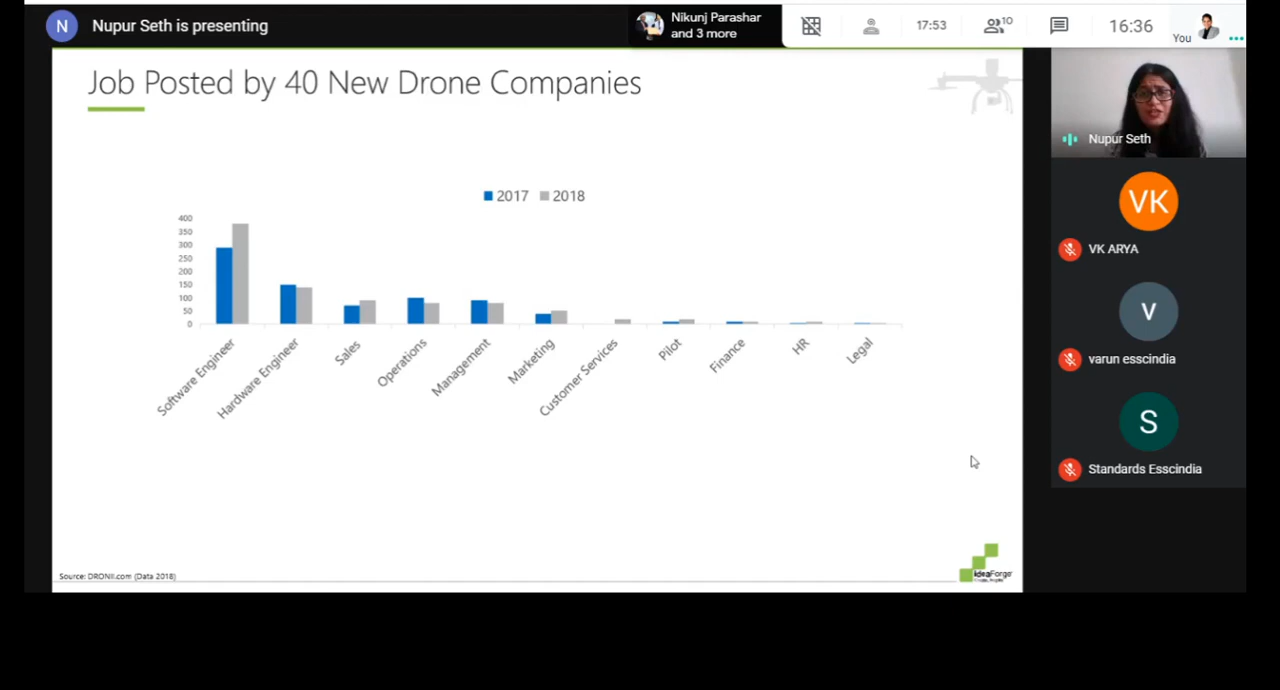 N
Nupur Seth is presenting
Nikunj Parashar
and 3 more
17:53
10
16:36
You
Job Posted by 40 New Drone Companies
2017
2018
400
350
300
250
200
150
100
50
0
Software Engineer
Hardware Engineer
Sales
Operations
Management
Marketing
Customer Services
Pilot
Finance
HR
Legal
Source: DRONII.com (Data 2018)
ideaForge
Nupur Seth
VK
VK ARYA
V
varun esscindia
S
Standards Esscindia